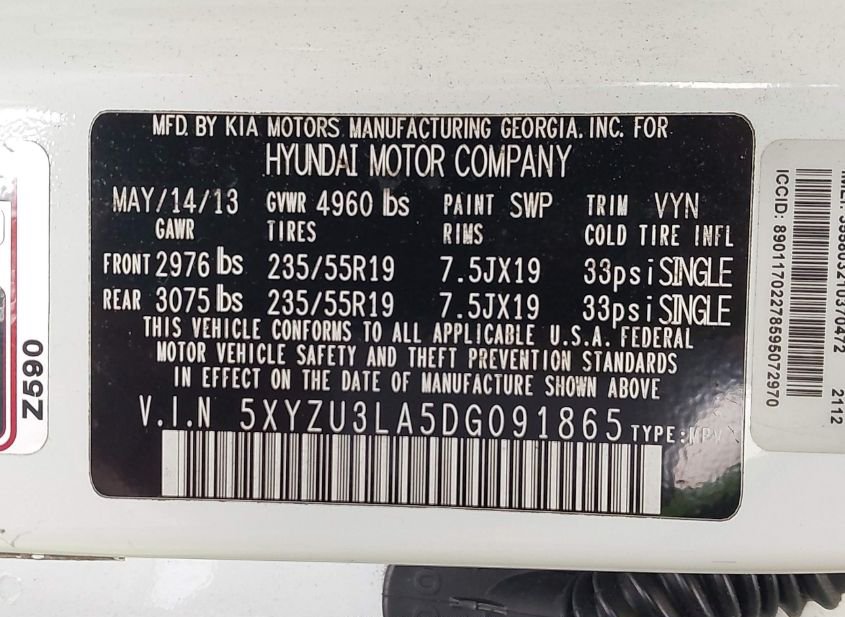 MFD. BY KIA MOTORS MANUFACTURING GEORGIA, INC. FOR
HYUNDAI MOTOR COMPANY
MAY/14/13 GVWR 4960 lbs PAINT SWP TRIM VYN
GAWR TIRES RIMS COLD TIRE INFL
FRONT 2976 lbs 235/55R19 7.5JX19 33psi SINGLE
REAR 3075 lbs 235/55R19 7.5JX19 33psi SINGLE
THIS VEHICLE CONFORMS TO ALL APPLICABLE U.S.A. FEDERAL
MOTOR VEHICLE SAFETY AND THEFT PREVENTION STANDARDS
IN EFFECT ON THE DATE OF MANUFACTURE SHOWN ABOVE
V.I.N 5XYZU3LA5DG091865 TYPE:MPV
Z590
ICCID: 89011702278595072970
2112